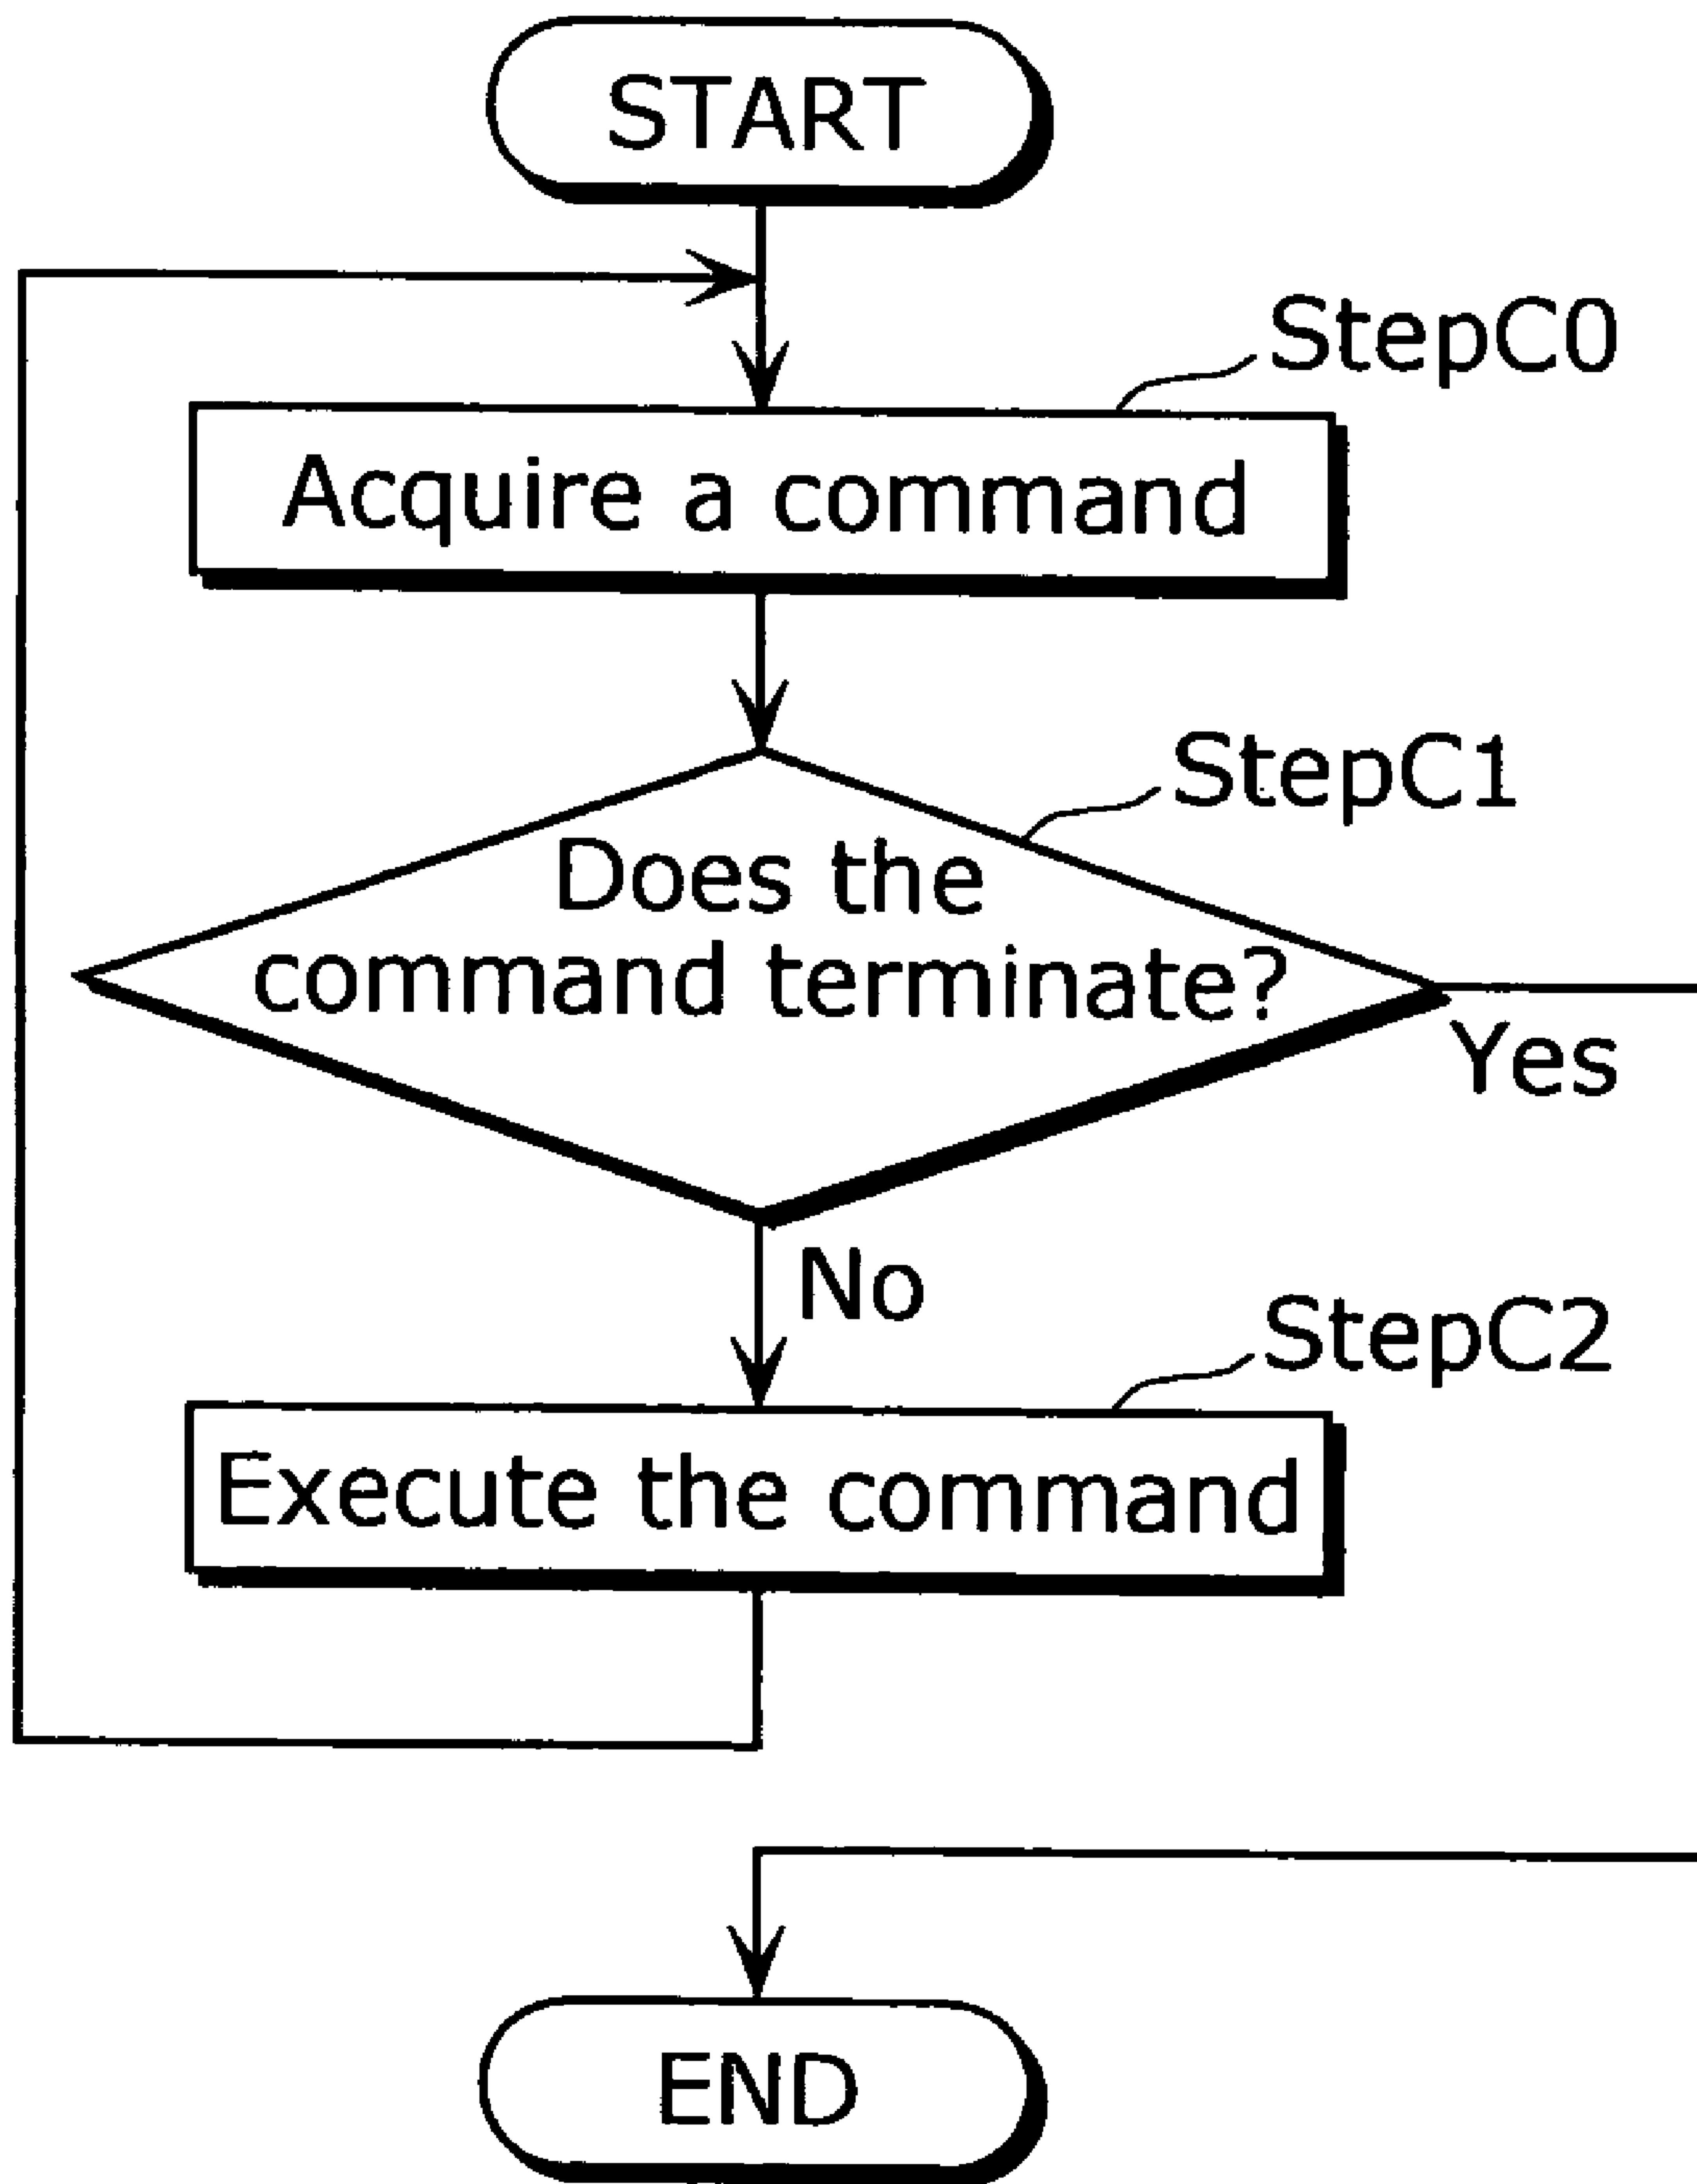 START
StepC0
Acquire a command
StepC1
Does the
command terminate?
Yes
No
StepC2
Execute the command
END